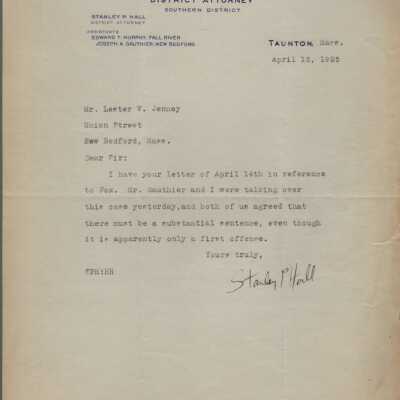 DISTRICT ATTORNEY
SOUTHERN DISTRICT
STANLEY P. HALL
DISTRICT ATTORNEY
ASSISTANTS
EDWARD T. MURPHY, FALL RIVER
JOSEPH A. GAUTHIER, NEW BEDFORD
TAUNTON, Mass.
April 15, 1925
Mr. Lester W. Jenney
Union Street
New Bedford, Mass.
Dear Sir:
I have your letter of April 14th in reference
to Fox. Mr. Gauthier and I were talking over
this case yesterday,and both of us agreed that
there must be a substantial sentence, even though
it is apparently only a first offense.
Yours truly,
SPH:HH
Stanley P Hall